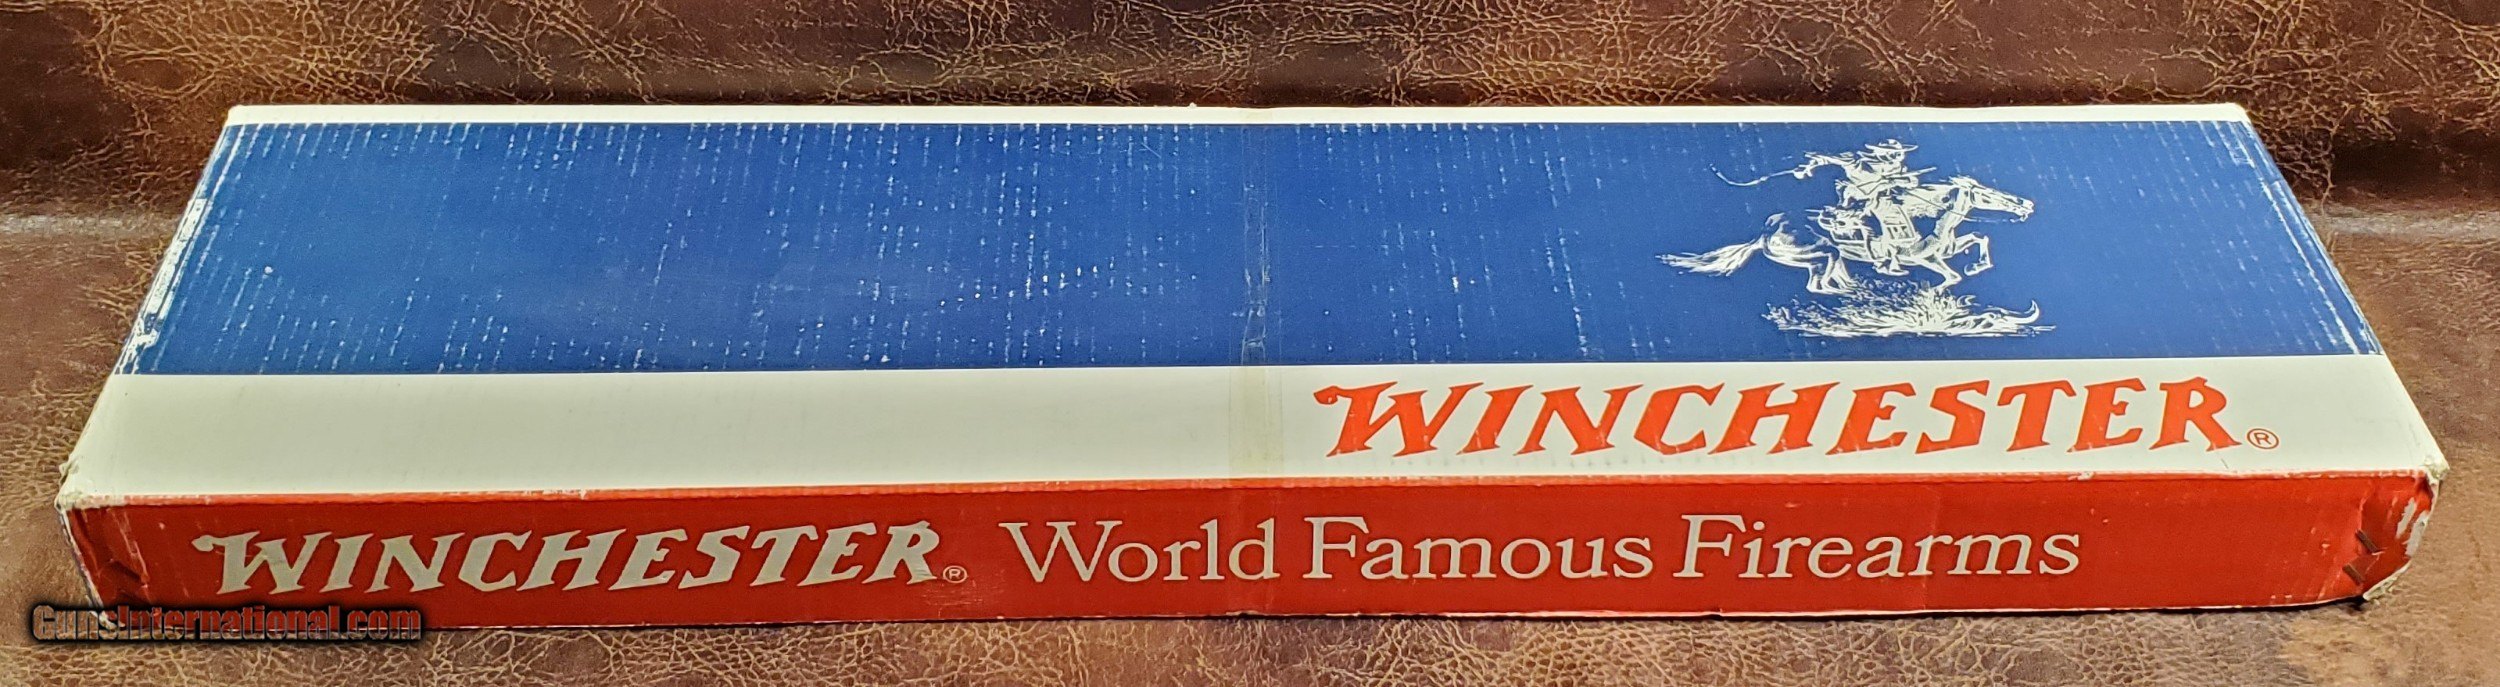 WINCHESTER®
WINCHESTER® World Famous Firearms
GunsInternational.com